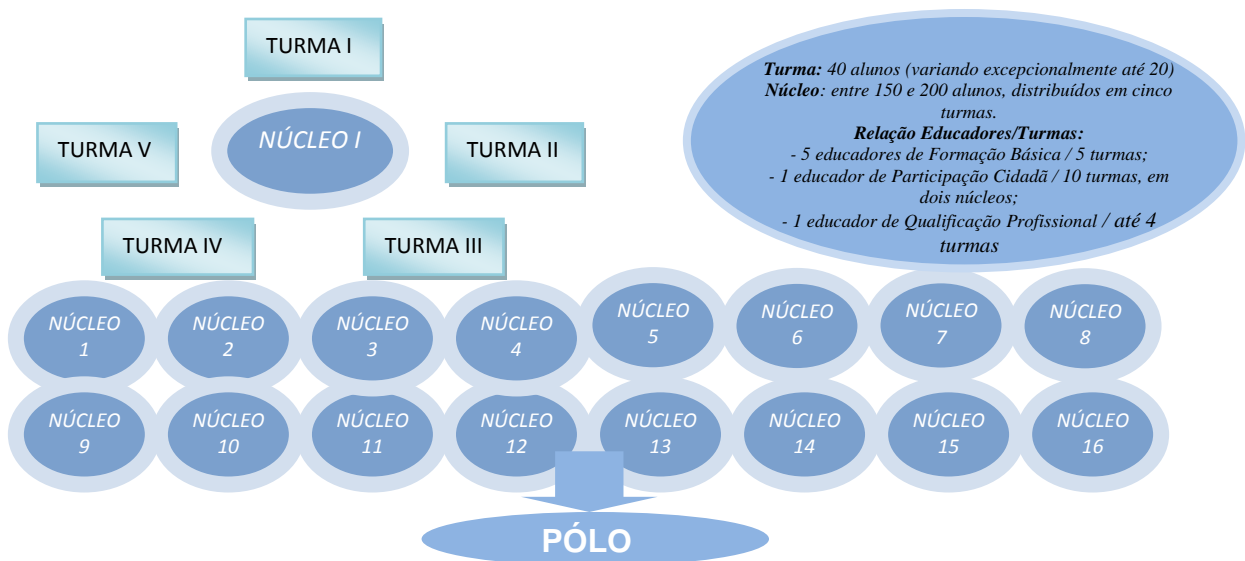 TURMA I
NÚCLEO I
TURMA V
TURMA II
TURMA IV
TURMA III
Turma: 40 alunos (variando excepcionalmente até 20)
Núcleo: entre 150 e 200 alunos, distribuídos em cinco
turmas.
Relação Educadores/Turmas:
- 5 educadores de Formação Básica / 5 turmas;
- 1 educador de Participação Cidadã / 10 turmas, em
dois núcleos;
- 1 educador de Qualificação Profissional / até 4
turmas
NÚCLEO
1
NÚCLEO
2
NÚCLEO
3
NÚCLEO
4
NÚCLEO
5
NÚCLEO
6
NÚCLEO
7
NÚCLEO
8
NÚCLEO
9
NÚCLEO
10
NÚCLEO
11
NÚCLEO
12
NÚCLEO
13
NÚCLEO
14
NÚCLEO
15
NÚCLEO
16
PÓLO